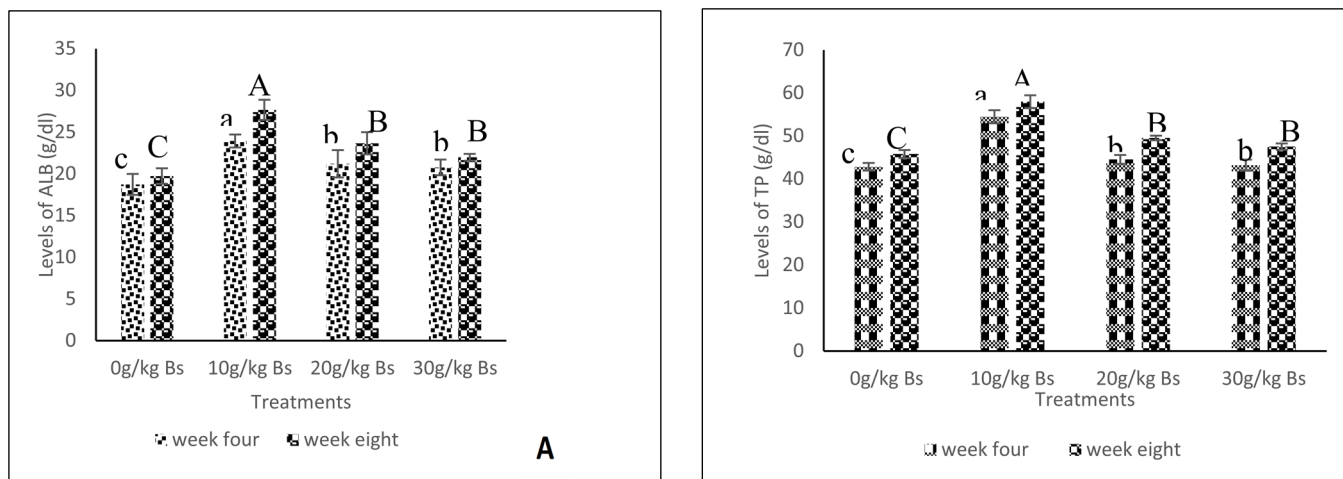 35
30
25
20
15
10
5
0
Levels of ALB (g/dl)
c C a A b B b B
0g/kg Bs 10g/kg Bs 20g/kg Bs 30g/kg Bs
Treatments
week four week eight
A
70
60
50
40
30
20
10
0
Levels of TP (g/dl)
c C a A b B b B
0g/kg Bs 10g/kg Bs 20g/kg Bs 30g/kg Bs
Treatments
week four week eight